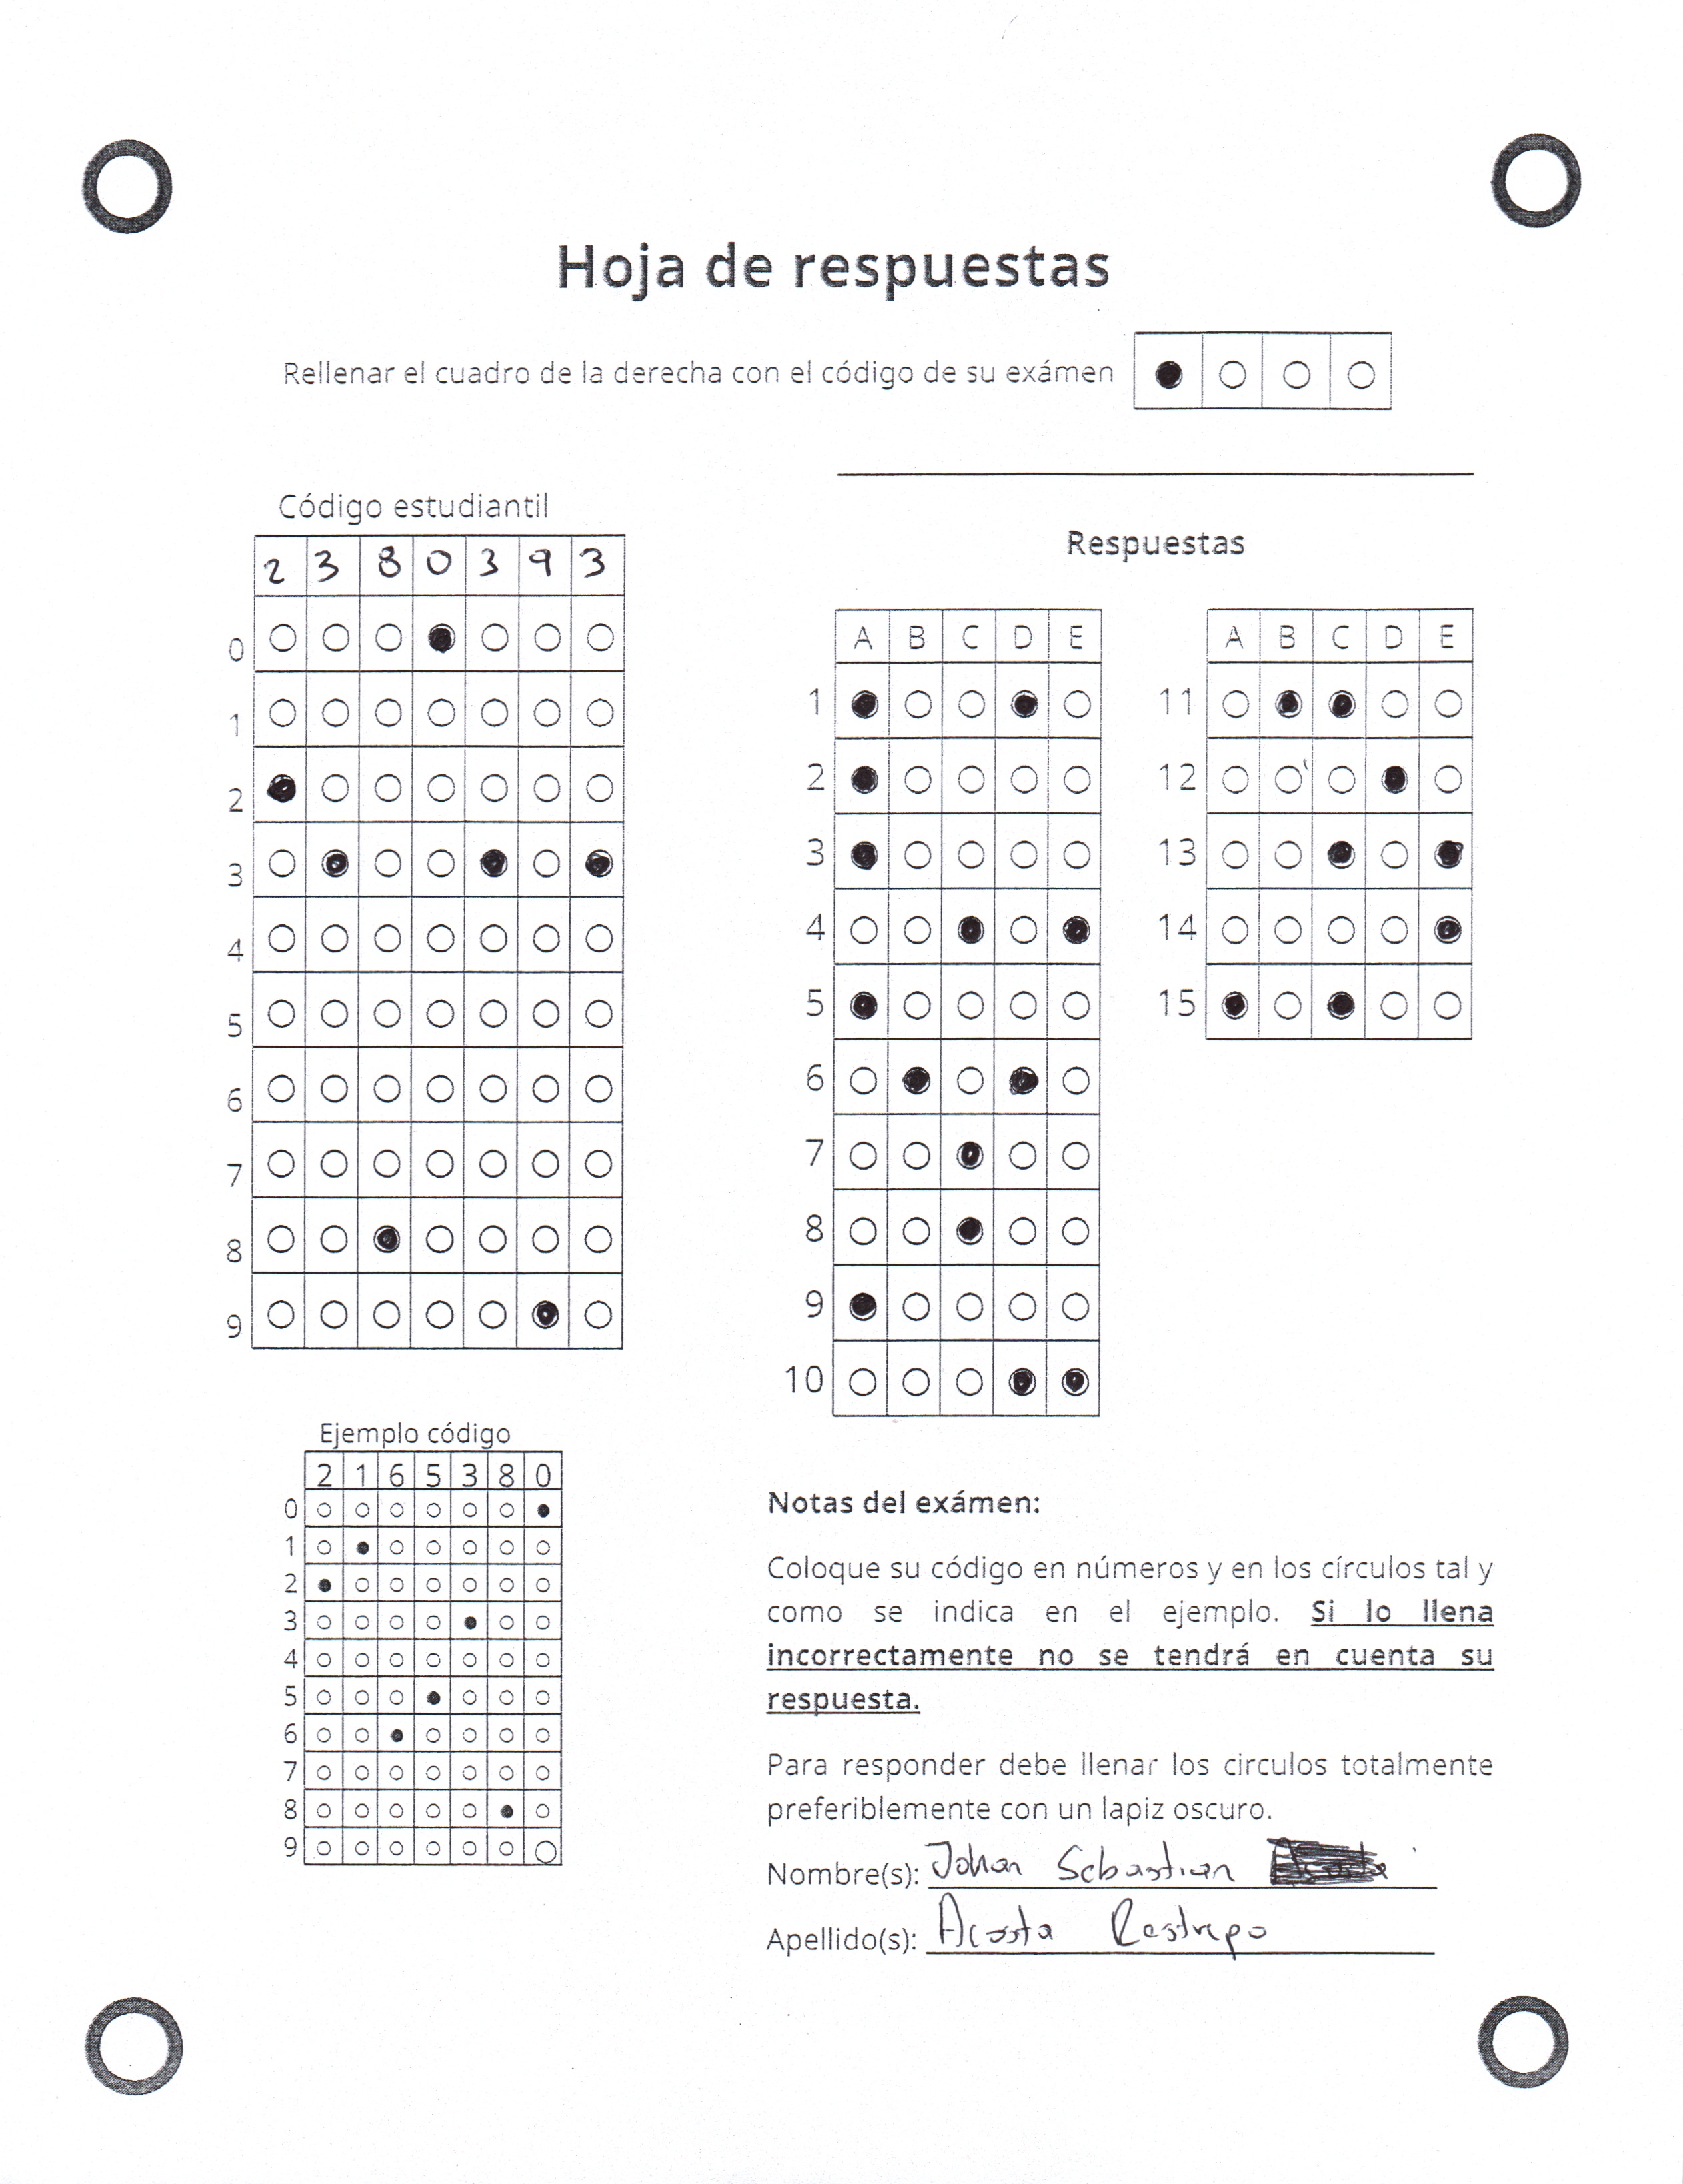 Hoja de respuestas
Rellenar el cuadro de la derecha con el código de su exámen
Código estudiantil
2 3 8 0 3 9 3
0
1
2
3
4
5
6
7
8
9
Respuestas
A B C D E
1
2
3
4
5
6
7
8
9
10
A B C D E
11
12
13
14
15
Ejemplo código
2 1 6 5 3 8 0
0
1
2
3
4
5
6
7
8
9
Notas del exámen:
Coloque su código en números y en los círculos tal y
como se indica en el ejemplo. Si lo llena
incorrectamente no se tendrá en cuenta su
respuesta.
Para responder debe llenar los circulos totalmente
preferiblemente con un lapiz oscuro.
Nombre(s): Johan Sebastian
Apellido(s): Acosta Restrepo